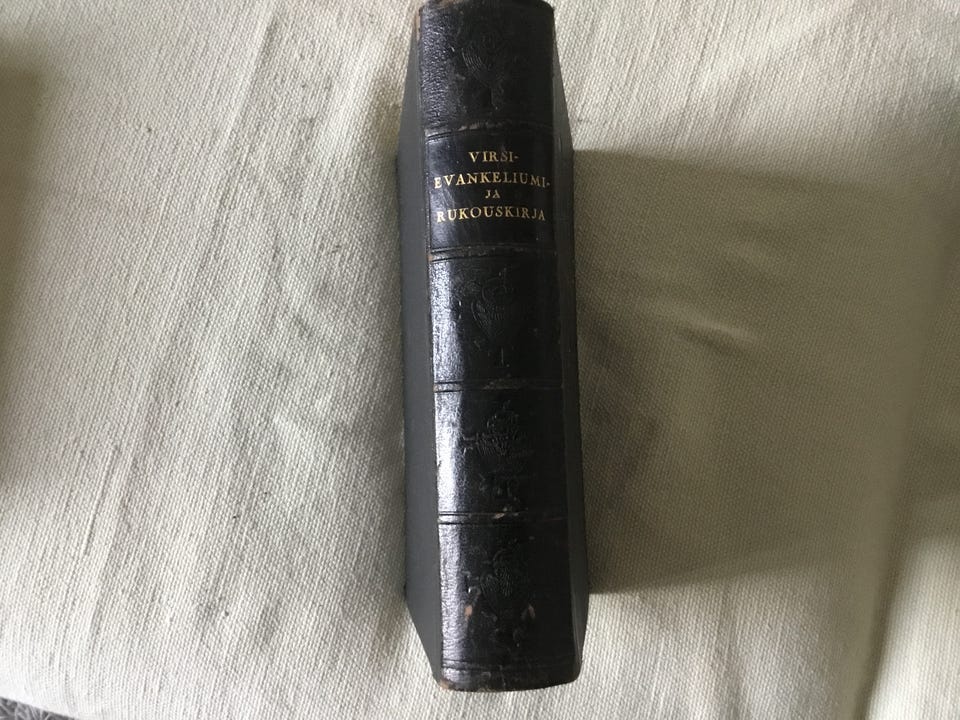 VIRSI-
EVANKELIUMI-
JA
RUKOUSKIRJA